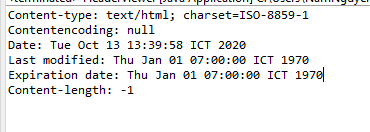 Content-type: text/html; charset=ISO-8859-1
Contentencoding: null
Date: Tue Oct 13 13:39:58 ICT 2020
Last modified: Thu Jan 01 07:00:00 ICT 1970
Expiration date: Thu Jan 01 07:00:00 ICT 1970
Content-length: -1